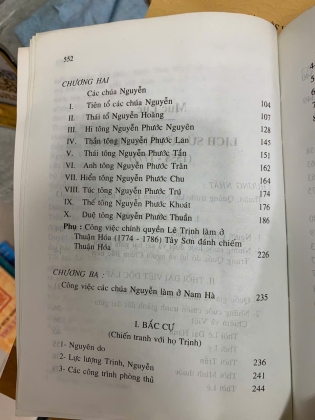 552
CHƯƠNG HAI
Các chúa Nguyễn
I. Tiên tổ các chúa Nguyễn 104
II. Thái tổ Nguyễn Hoàng 107
III. Hi tông Nguyễn Phước Nguyên 128
IV. Thần tông Nguyễn Phước Lan 145
V. Thái tông Nguyễn Phước Tần 151
VI. Anh tông Nguyễn Phước Trăn 162
VII. Hiển tông Nguyễn Phước Chu 164
VIII. Túc tông Nguyễn Phước Trú 174
IX. Thế tông Nguyễn Phước Khoát 177
X. Duệ tông Nguyễn Phước Thuần 186
Phụ : Công việc chính quyền Lê Trịnh làm ở
Thuận Hóa (1774 - 1786) Tây Sơn đánh chiếm
Thuận Hóa 226
CHƯƠNG BA :
Công việc các chúa Nguyễn làm ở Nam Hà 235
I. BẮC CỰ
(Chiến tranh với họ Trịnh)
1- Nguyên do
2- Lực lượng Trịnh, Nguyễn 236
3- Các công trình phòng thủ 241
244